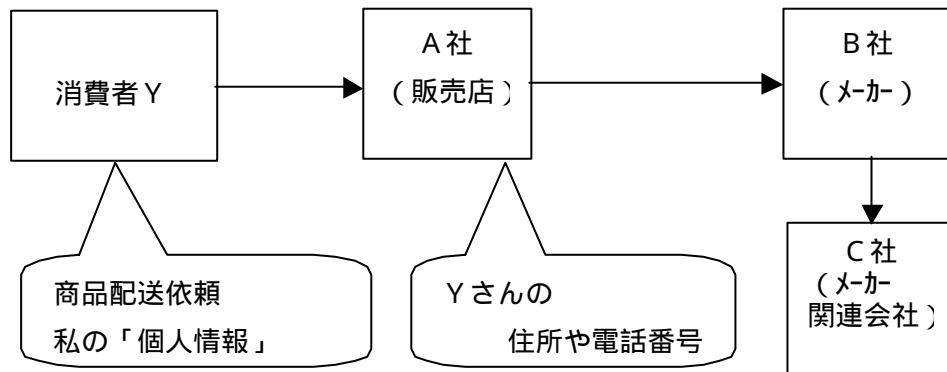 消費者Y
A社
(販売店)
B社
(メーカー)
C社
(メーカー
関連会社)
商品配送依頼
私の「個人情報」
Yさんの
住所や電話番号